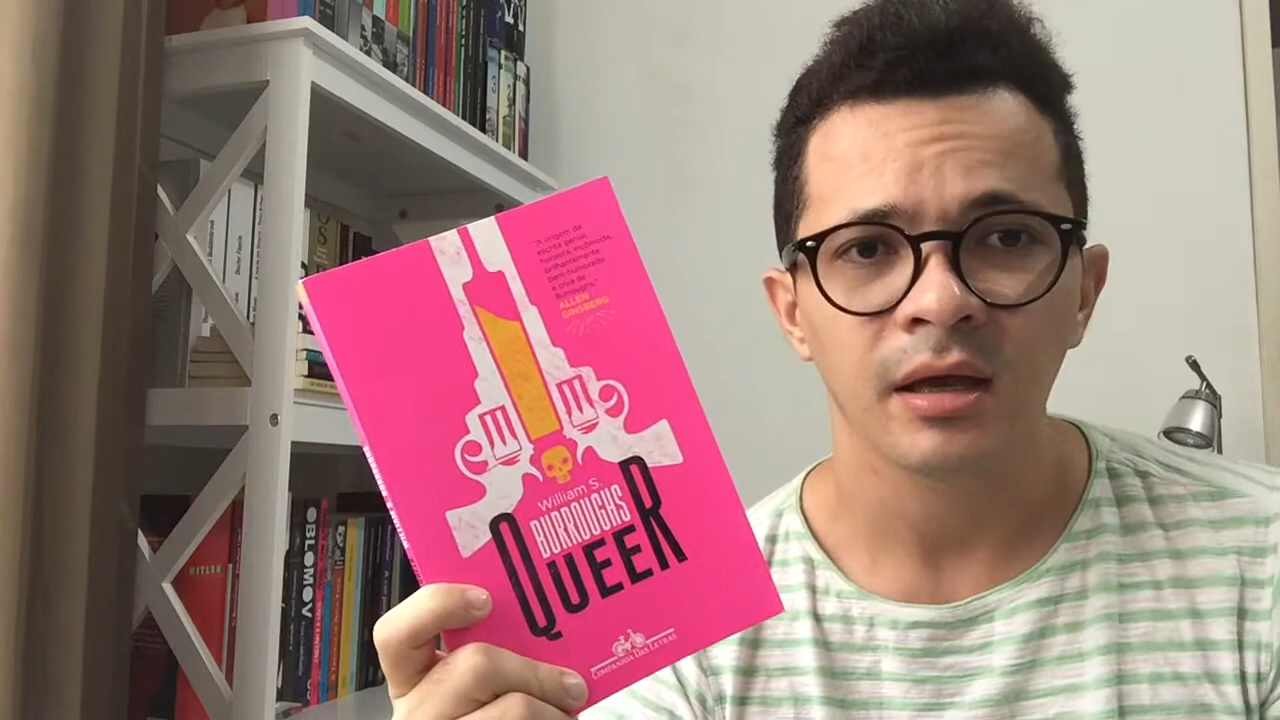 "A origem da
escrita genial,
honesta, incômoda,
brilhantemente
bem-humorada
e crua de
Burroughs."
ALLEN
GINSBERG
William S.
BURROUGHS
QUEER
COMPANHIA DAS LETRAS
HITLER
OBLOMOV